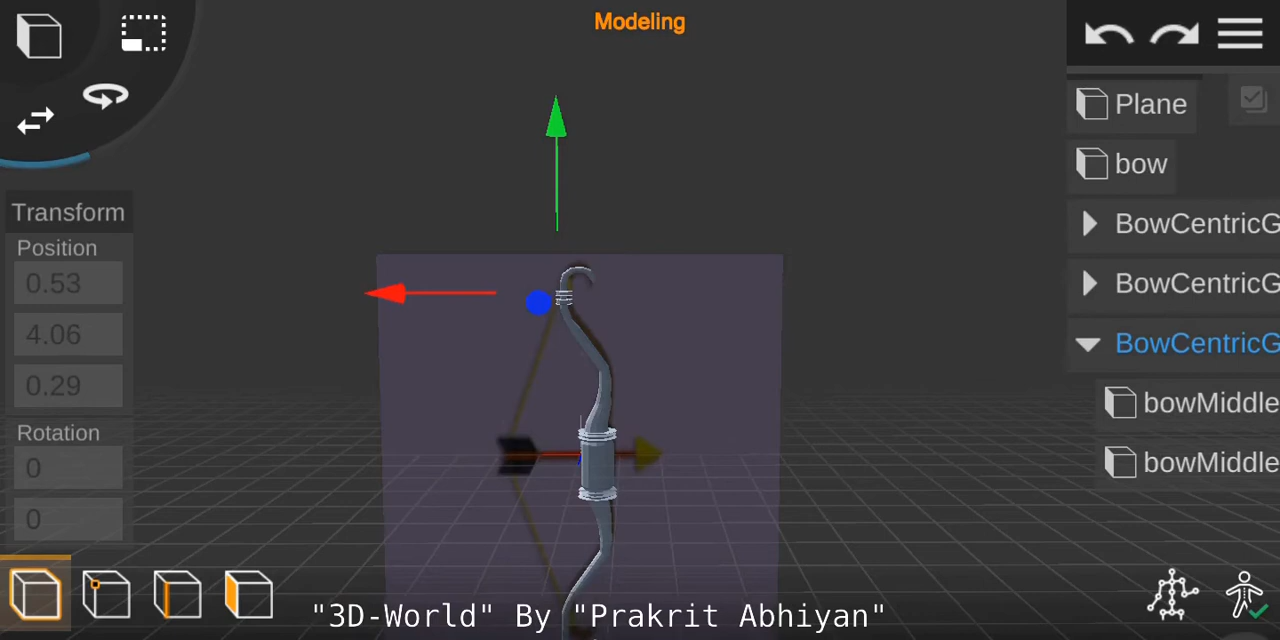 Modeling
Plane
bow
BowCentricG
BowCentricG
BowCentricG
bowMiddle
bowMiddle
Transform
Position
0.53
4.06
0.29
Rotation
0
0
"3D-World" By "Prakrit Abhiyan"